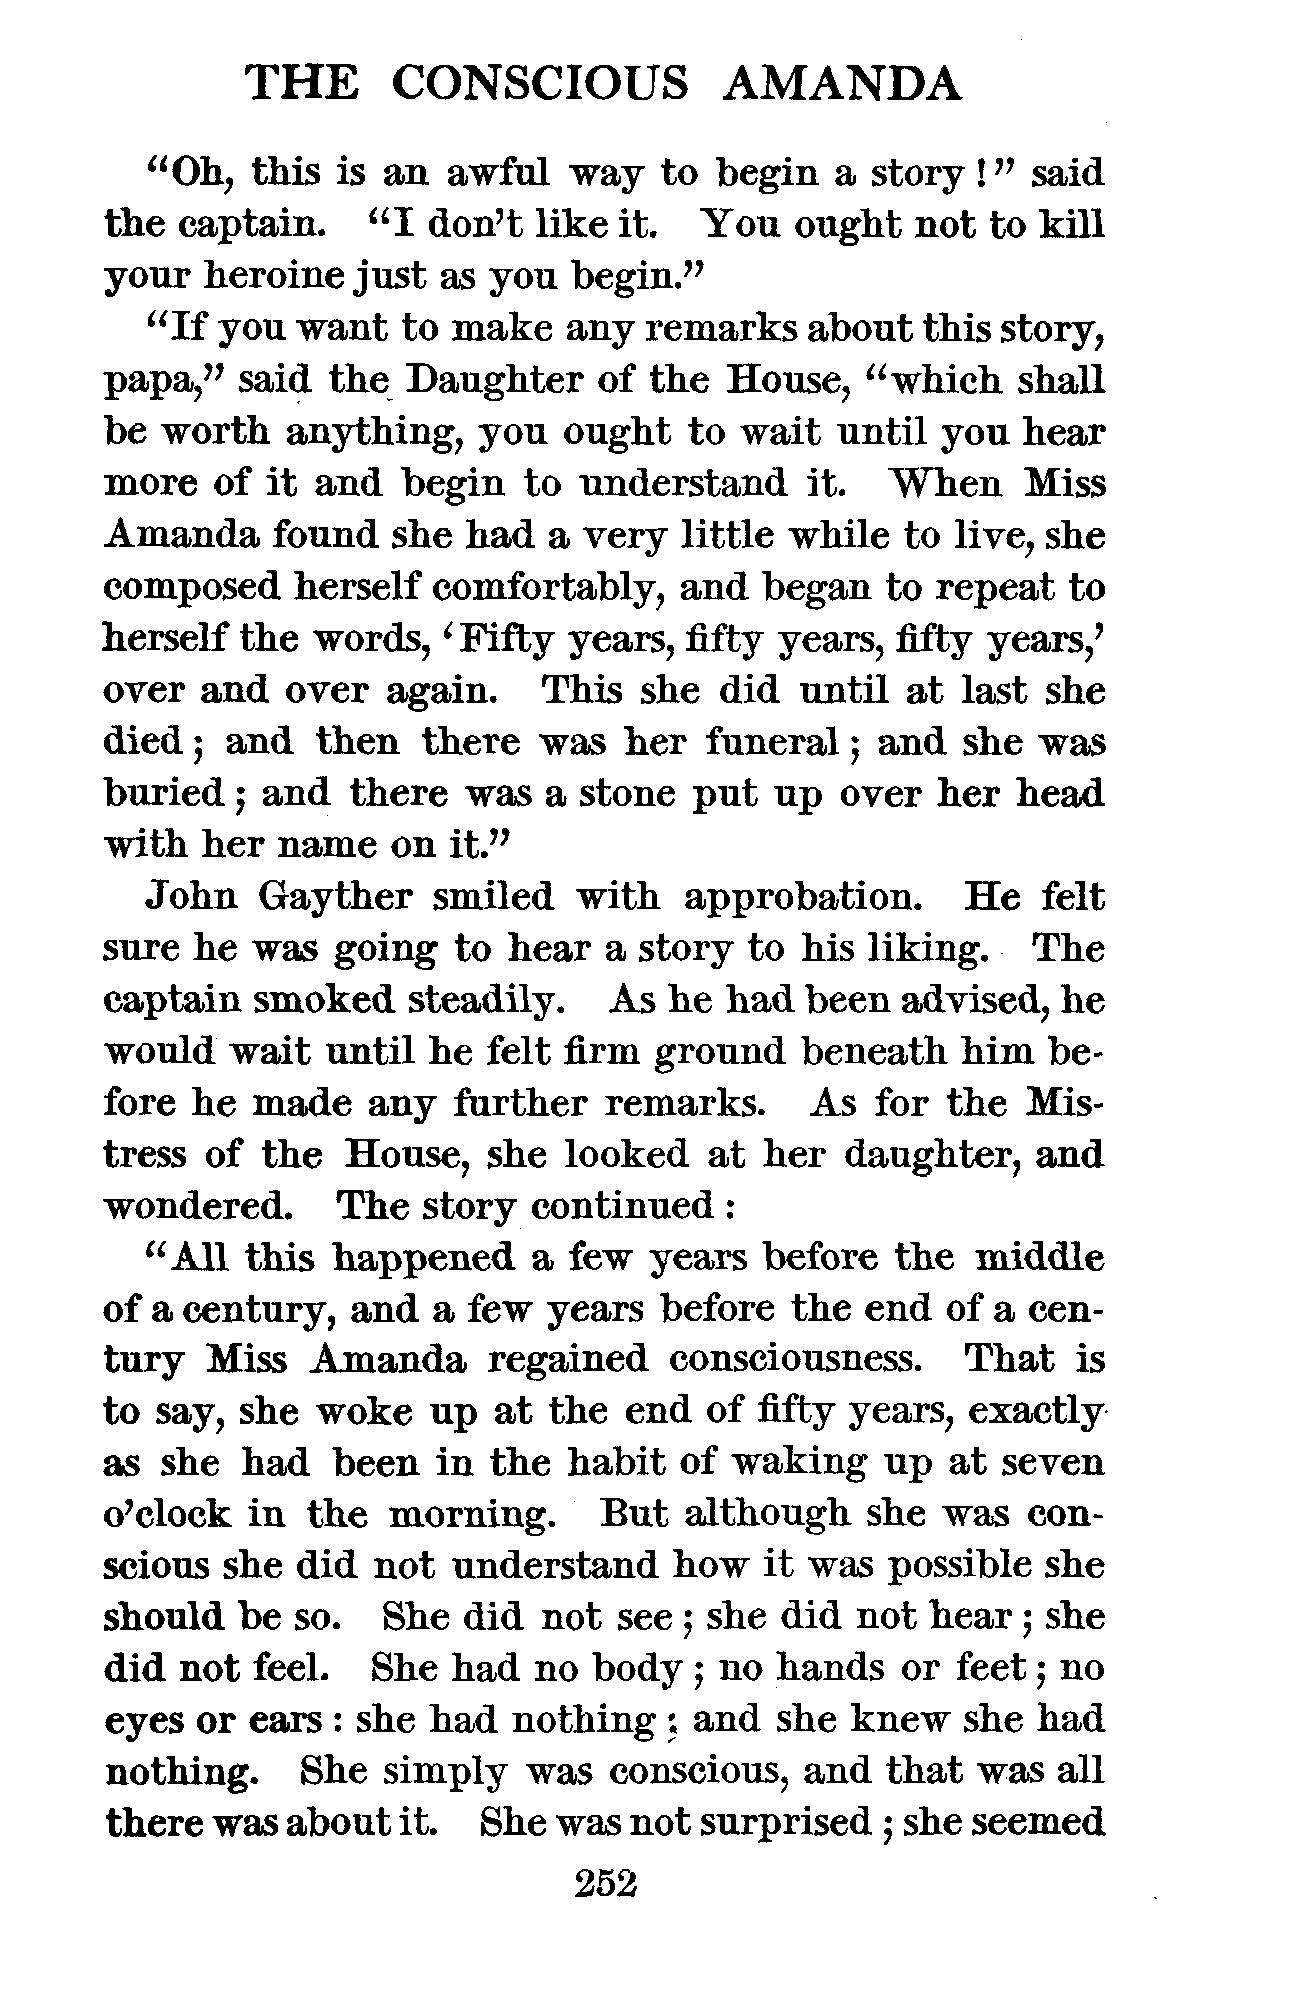 THE CONSCIOUS AMANDA
"Oh, this is an awful way to begin a story!" said
the captain. "I don't like it. You ought not to kill
your heroine just as you begin."
"If you want to make any remarks about this story,
papa," said the Daughter of the House, "which shall
be worth anything, you ought to wait until you hear
more of it and begin to understand it. When Miss
Amanda found she had a very little while to live, she
composed herself comfortably, and began to repeat to
herself the words, 'Fifty years, fifty years, fifty years,'
over and over again. This she did until at last she
died; and then there was her funeral; and she was
buried; and there was a stone put up over her head
with her name on it."
John Gayther smiled with approbation. He felt
sure he was going to hear a story to his liking. The
captain smoked steadily. As he had been advised, he
would wait until he felt firm ground beneath him be-
fore he made any further remarks. As for the Mis-
tress of the House, she looked at her daughter, and
wondered. The story continued:
"All this happened a few years before the middle
of a century, and a few years before the end of a cen-
tury Miss Amanda regained consciousness. That is
to say, she woke up at the end of fifty years, exactly
as she had been in the habit of waking up at seven
o'clock in the morning. But although she was con-
scious she did not understand how it was possible she
should be so. She did not see; she did not hear; she
did not feel. She had no body; no hands or feet; no
eyes or ears: she had nothing; and she knew she had
nothing. She simply was conscious, and that was all
there was about it. She was not surprised; she seemed
252